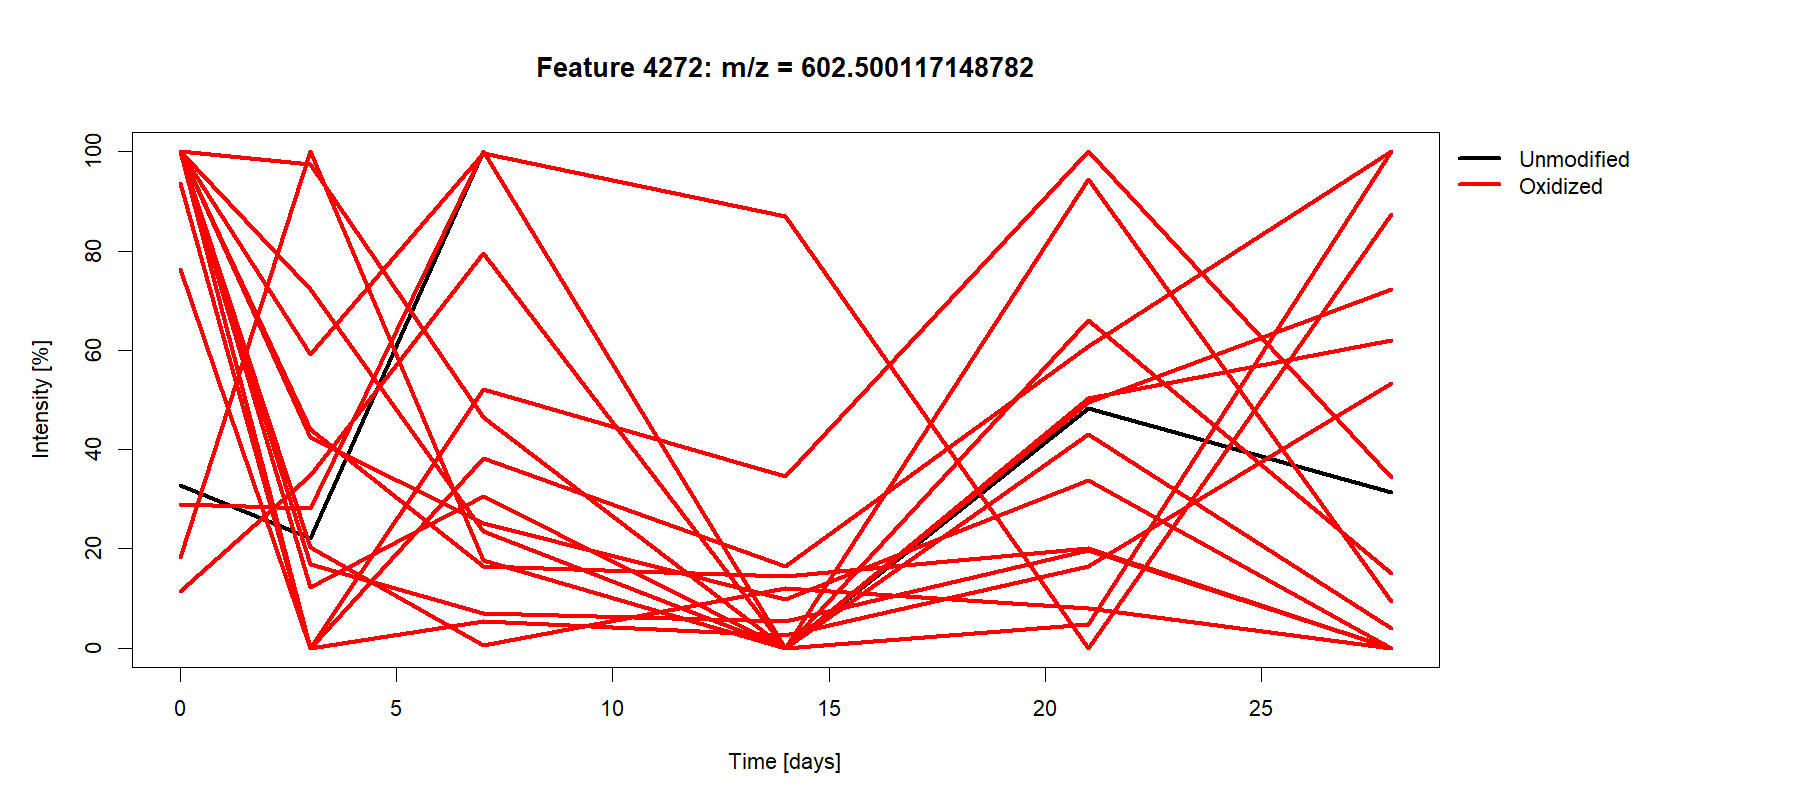 Feature 4272: m/z = 602.500117148782
Unmodified
Oxidized
Intensity [%]
100
80
60
40
20
0
0 5 10 15 20 25
Time [days]